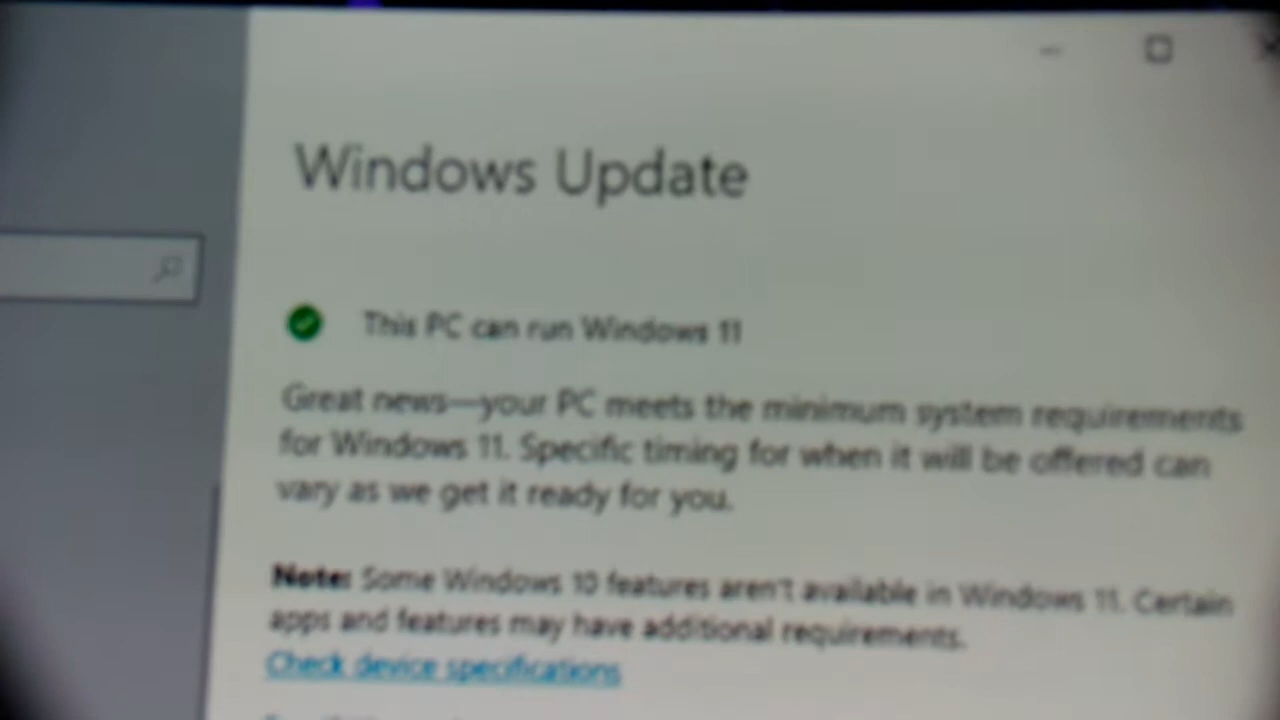 Windows Update
This PC can run Windows 11
Great news—your PC meets the minimum system requirements
for Windows 11. Specific timing for when it will be offered can
vary as we get it ready for you.
Note: Some Windows 10 features aren't available in Windows 11. Certain
apps and features may have additional requirements.
Check device specifications